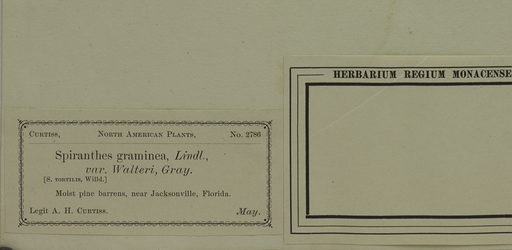 CURTISS, NORTH AMERICAN PLANTS, No. 2786
Spiranthes graminea, Lindl.,
var. Walteri, Gray.
[S. TORTILIS, Willd.]
Moist pine barrens, near Jacksonville, Florida.
Legit A. H. CURTISS. May.
HERBARIUM REGIUM MONACENSE